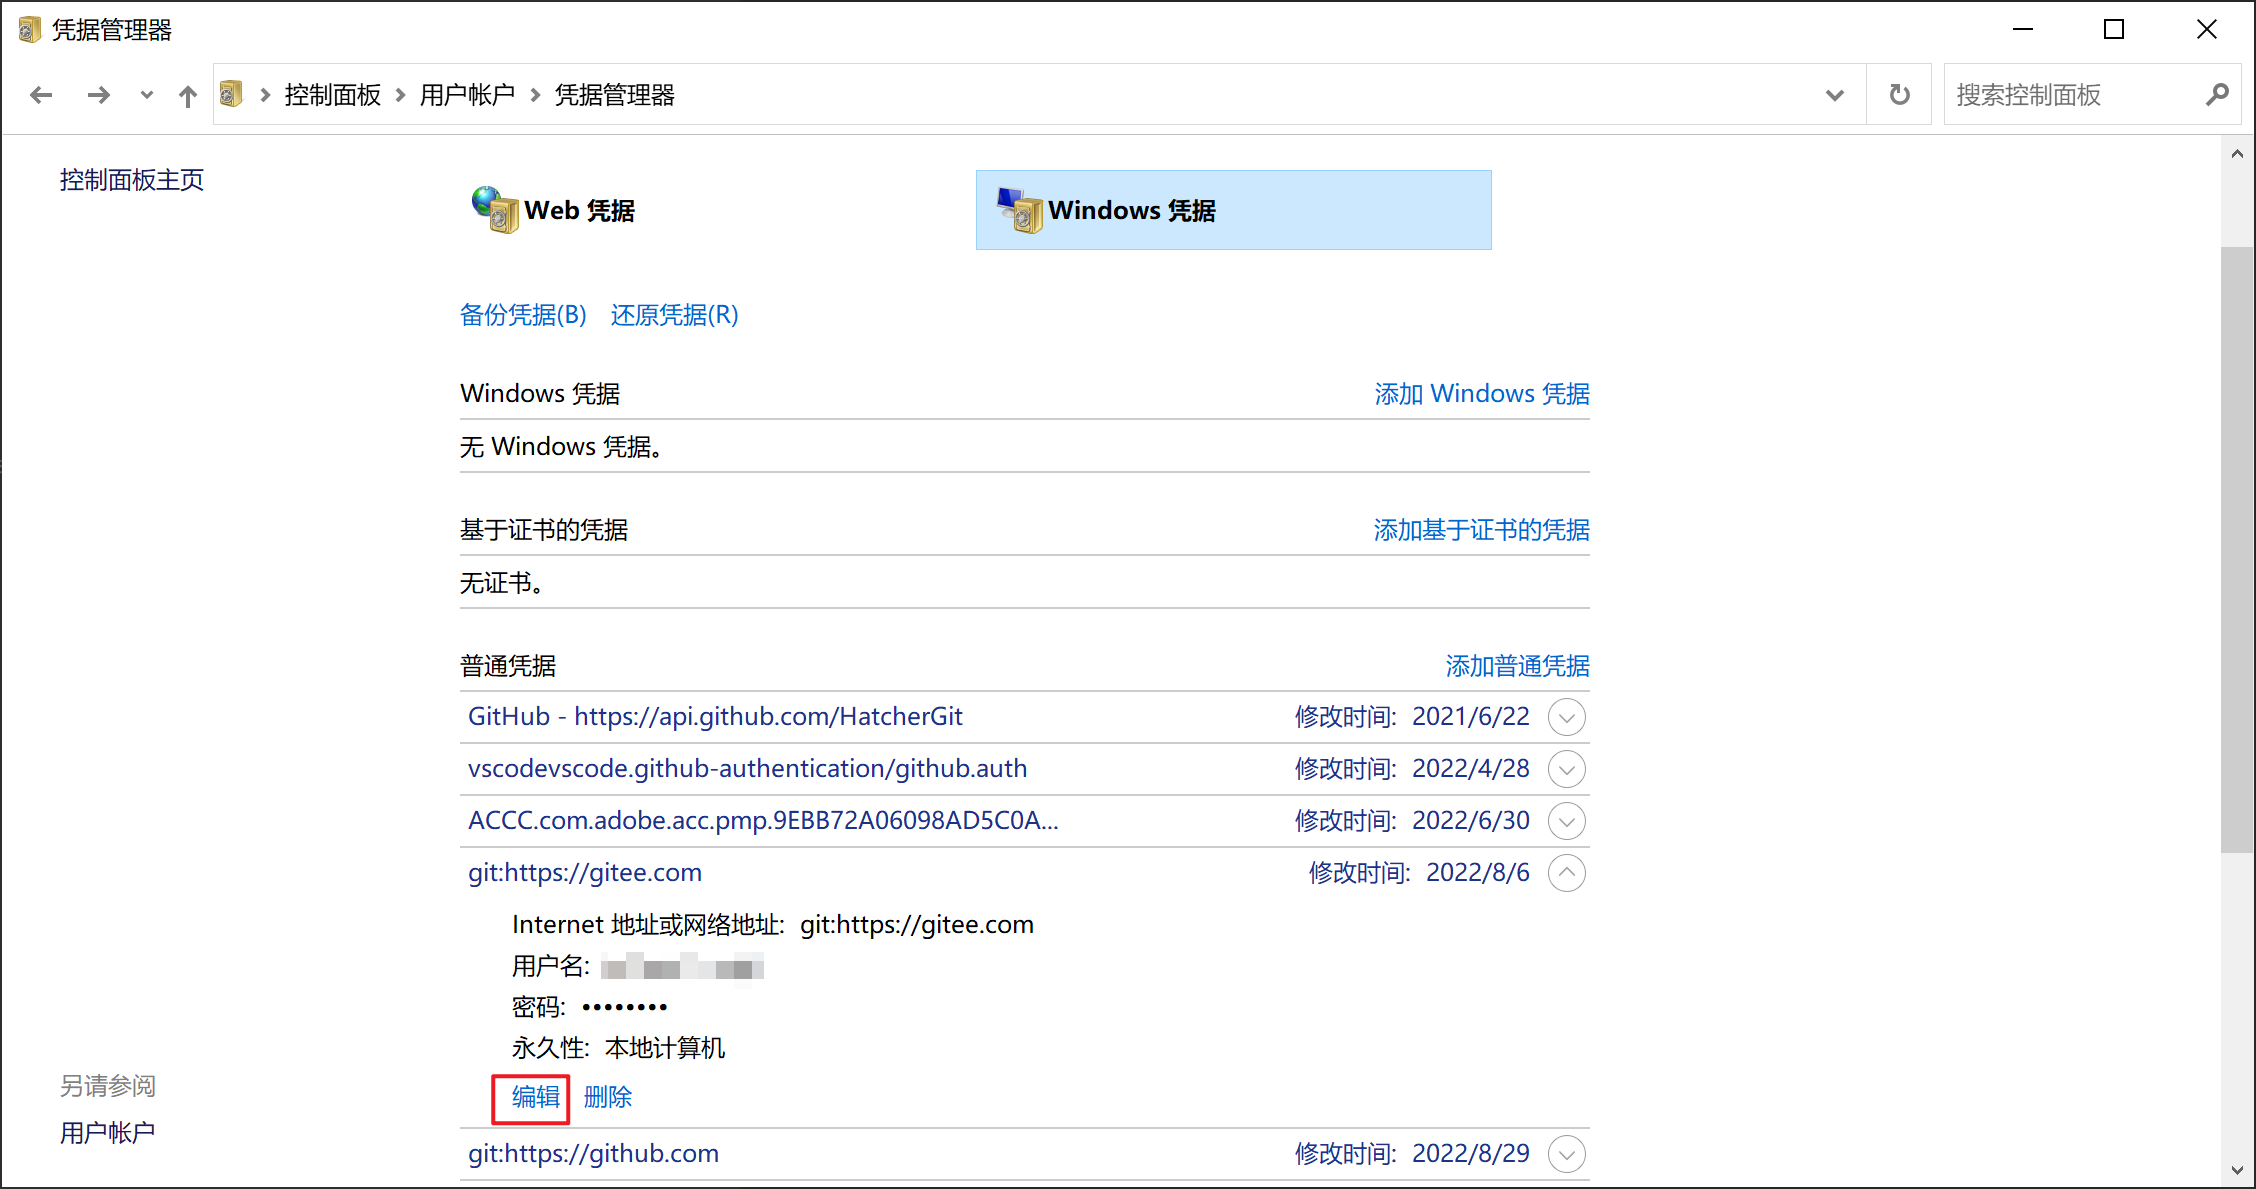 凭据管理器
控制面板 用户帐户 凭据管理器
搜索控制面板
控制面板主页
Web 凭据
Windows 凭据
备份凭据(B) 还原凭据(R)
Windows 凭据 添加 Windows 凭据
无 Windows 凭据。
基于证书的凭据 添加基于证书的凭据
无证书。
普通凭据 添加普通凭据
GitHub - https://api.github.com/HatcherGit 修改时间: 2021/6/22
vscodevscode.github-authentication/github.auth 修改时间: 2022/4/28
ACCC.com.adobe.acc.pmp.9EBB72A06098AD5C0A... 修改时间: 2022/6/30
git:https://gitee.com 修改时间: 2022/8/6
Internet 地址或网络地址: git:https://gitee.com
用户名:
密码: ••••••••
永久性: 本地计算机
编辑 删除
git:https://github.com 修改时间: 2022/8/29
另请参阅
用户帐户